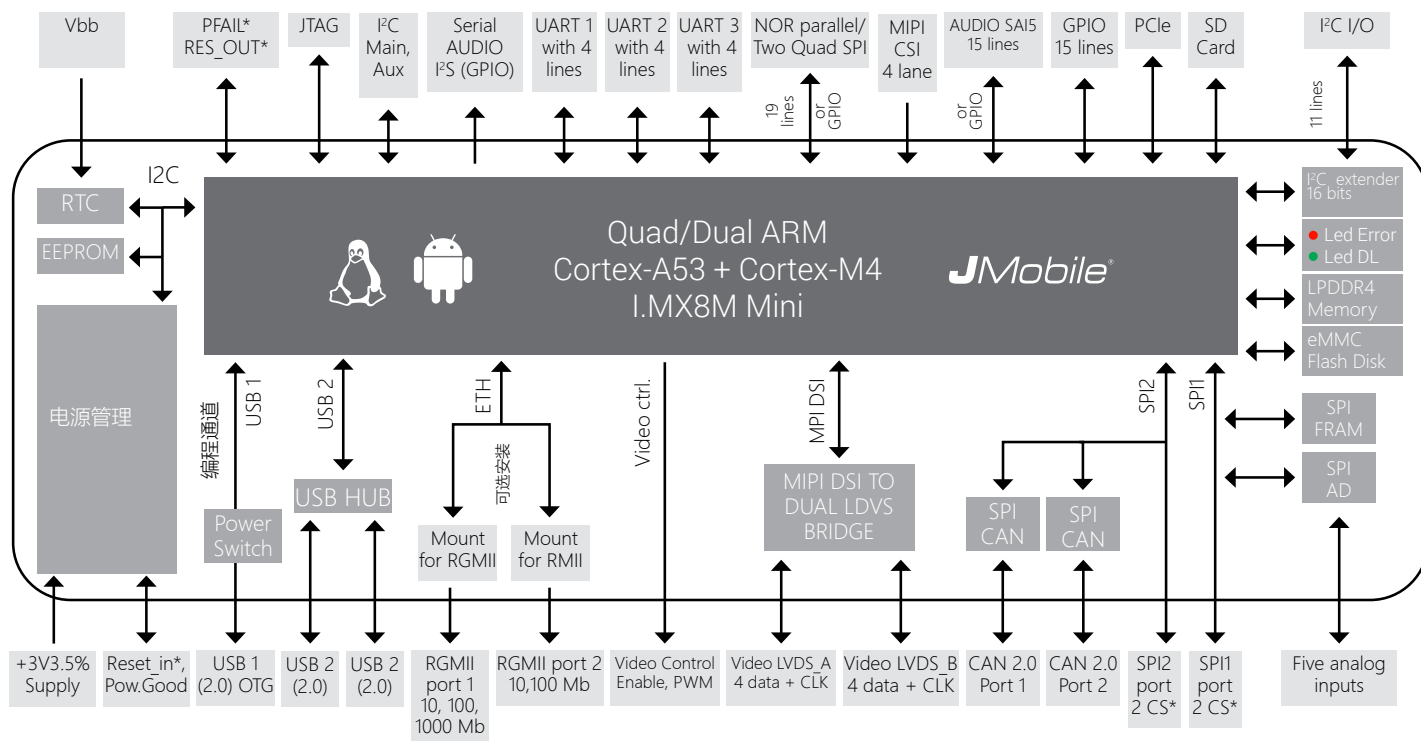 Vbb
PFAIL*
RES_OUT*
JTAG
I²C
Main,
Aux
Serial
AUDIO
I²S (GPIO)
UART 1
with 4
lines
UART 2
with 4
lines
UART 3
with 4
lines
NOR parallel/
Two Quad SPI
MIPI
CSI
4 lane
AUDIO SAI5
15 lines
GPIO
15 lines
PCIe
SD
Card
I²C I/O
19
lines
or
GPIO
or
GPIO
11 lines
I2C
RTC
EEPROM
电源管理
Quad/Dual ARM
Cortex-A53 + Cortex-M4
I.MX8M Mini
JMobile®
I²C extender
16 bits
Led Error
Led DL
LPDDR4
Memory
eMMC
Flash Disk
SPI
FRAM
SPI
AD
编程通道
USB 1
USB 2
ETH
可选安装
Video ctrl.
MPI DSI
SPI2
SPI1
Power
Switch
USB HUB
Mount
for RGMII
Mount
for RMII
MIPI DSI TO
DUAL LDVS
BRIDGE
SPI
CAN
SPI
CAN
+3V3.5%
Supply
Reset_in*,
Pow.Good
USB 1
(2.0) OTG
USB 2
(2.0)
USB 2
(2.0)
RGMII
port 1
10, 100,
1000 Mb
RGMII port 2
10,100 Mb
Video Control
Enable, PWM
Video LVDS_A
4 data + CLK
Video LVDS_B
4 data + CLK
CAN 2.0
Port 1
CAN 2.0
Port 2
SPI2
port
2 CS*
SPI1
port
2 CS*
Five analog
inputs